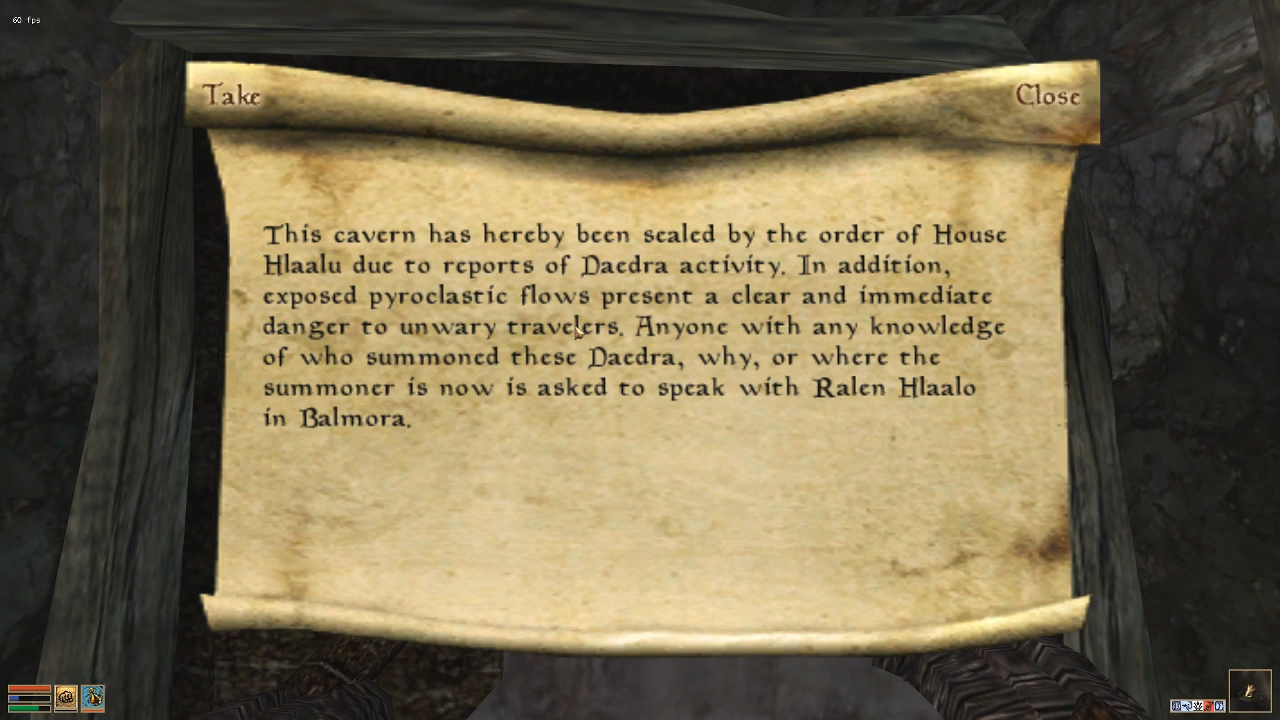 60 fps
Take
Close
This cavern has hereby been sealed by the order of House
Hlaalu due to reports of Daedra activity. In addition,
exposed pyroclastic flows present a clear and immediate
danger to unwary travelers. Anyone with any knowledge
of who summoned these Daedra, why, or where the
summoner is now is asked to speak with Ralen Hlaalo
in Balmora.